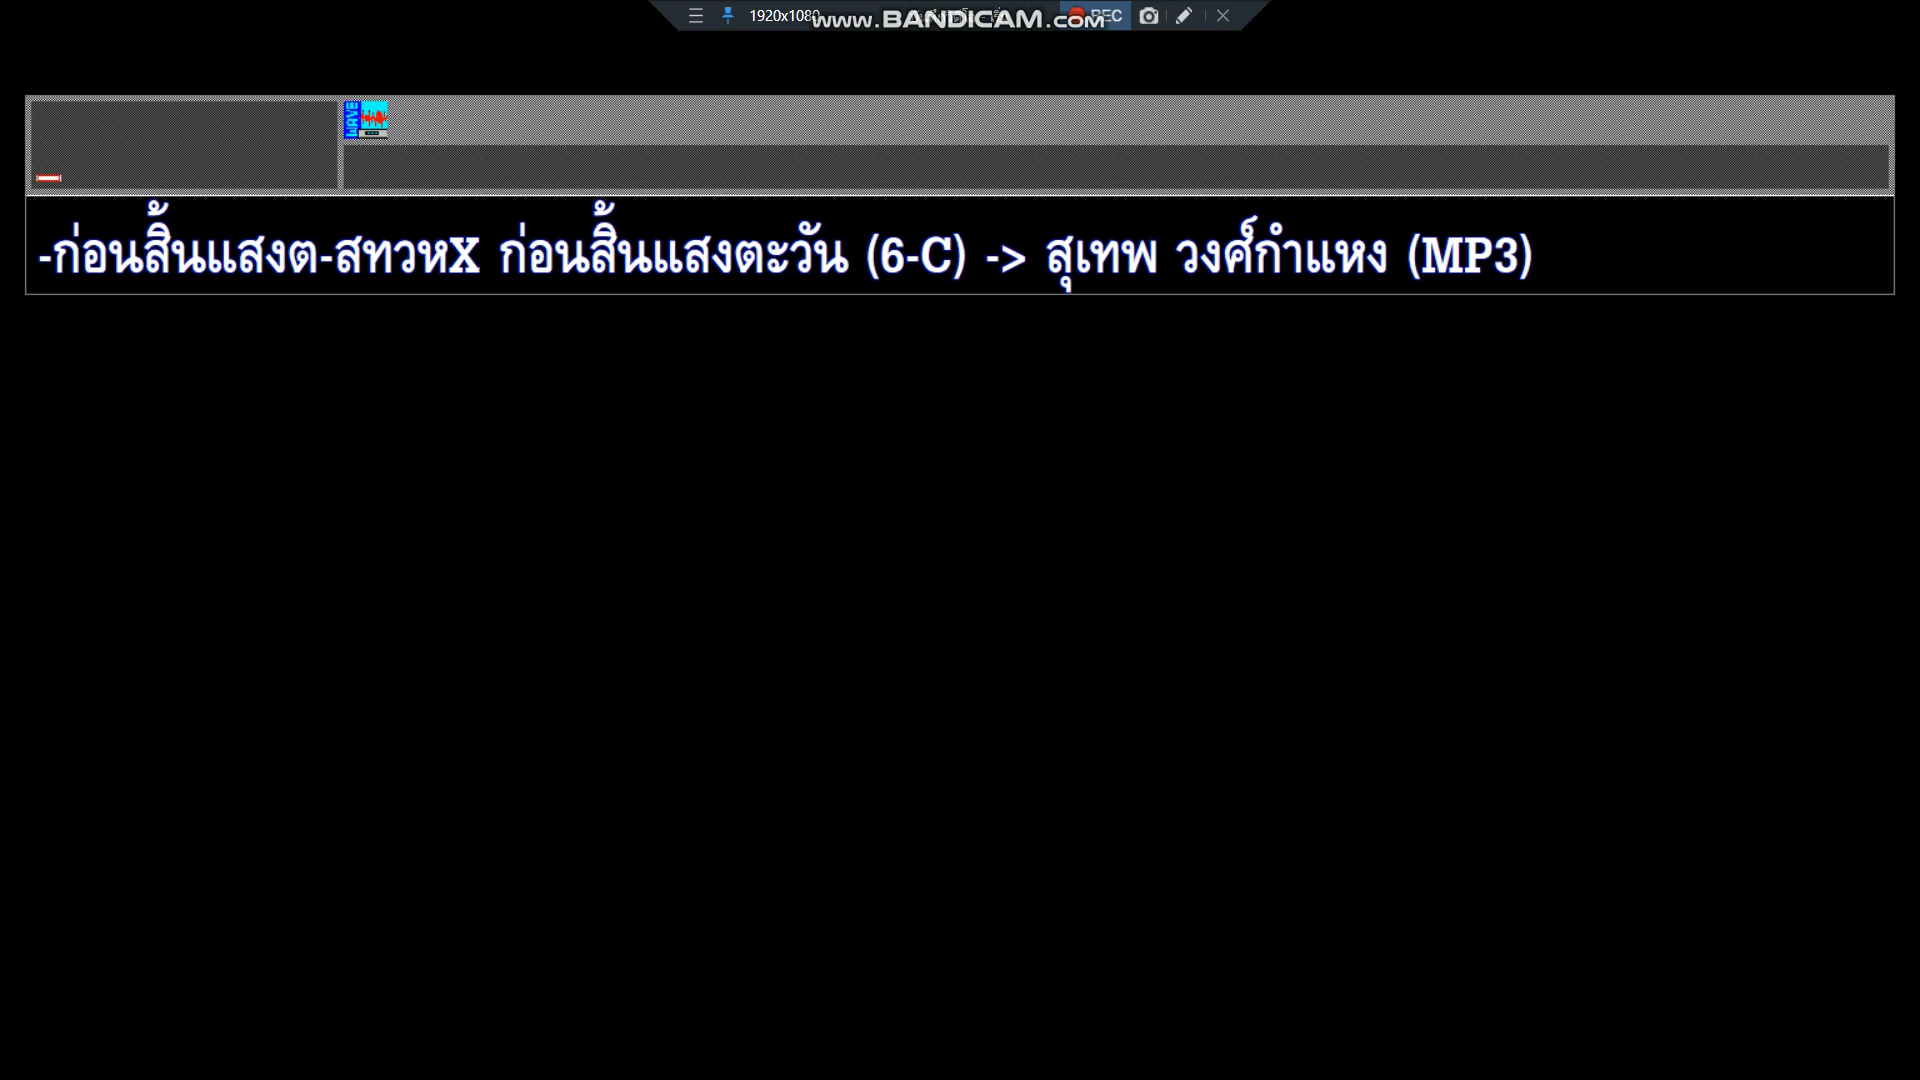 1920x1080
www.BANDICAM.com
REC
WAVE
-ก่อนสิ้นแสงต-สทวหX ก่อนสิ้นแสงตะวัน (6-C) -> สุเทพ วงศ์กำแหง (MP3)